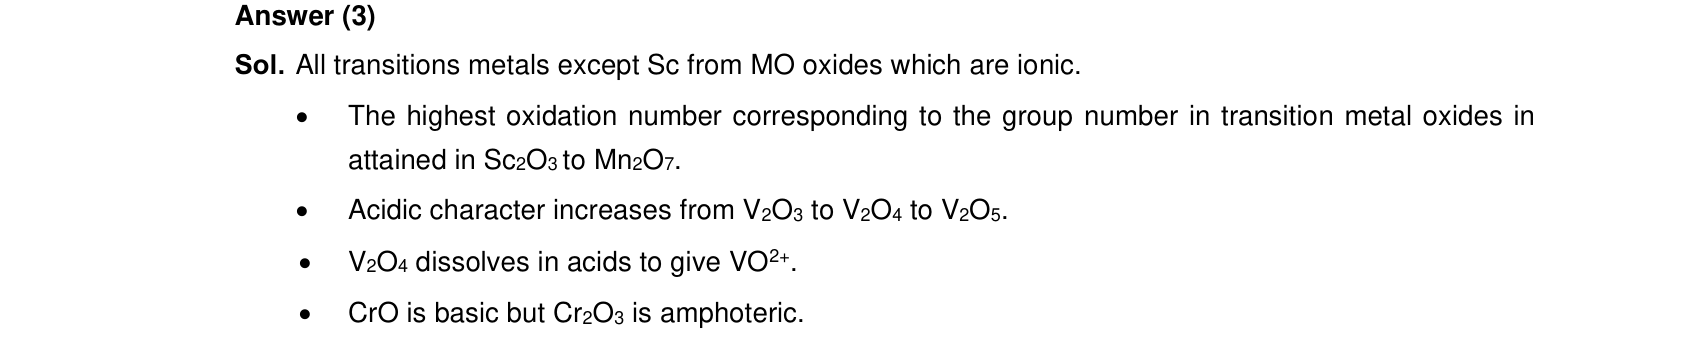 Answer (3)
Sol. All transitions metals except Sc from MO oxides which are ionic.
• The highest oxidation number corresponding to the group number in transition metal oxides in
attained in Sc₂O₃ to Mn₂O₇.
• Acidic character increases from V₂O₃ to V₂O₄ to V₂O₅.
• V₂O₄ dissolves in acids to give VO²⁺.
• CrO is basic but Cr₂O₃ is amphoteric.